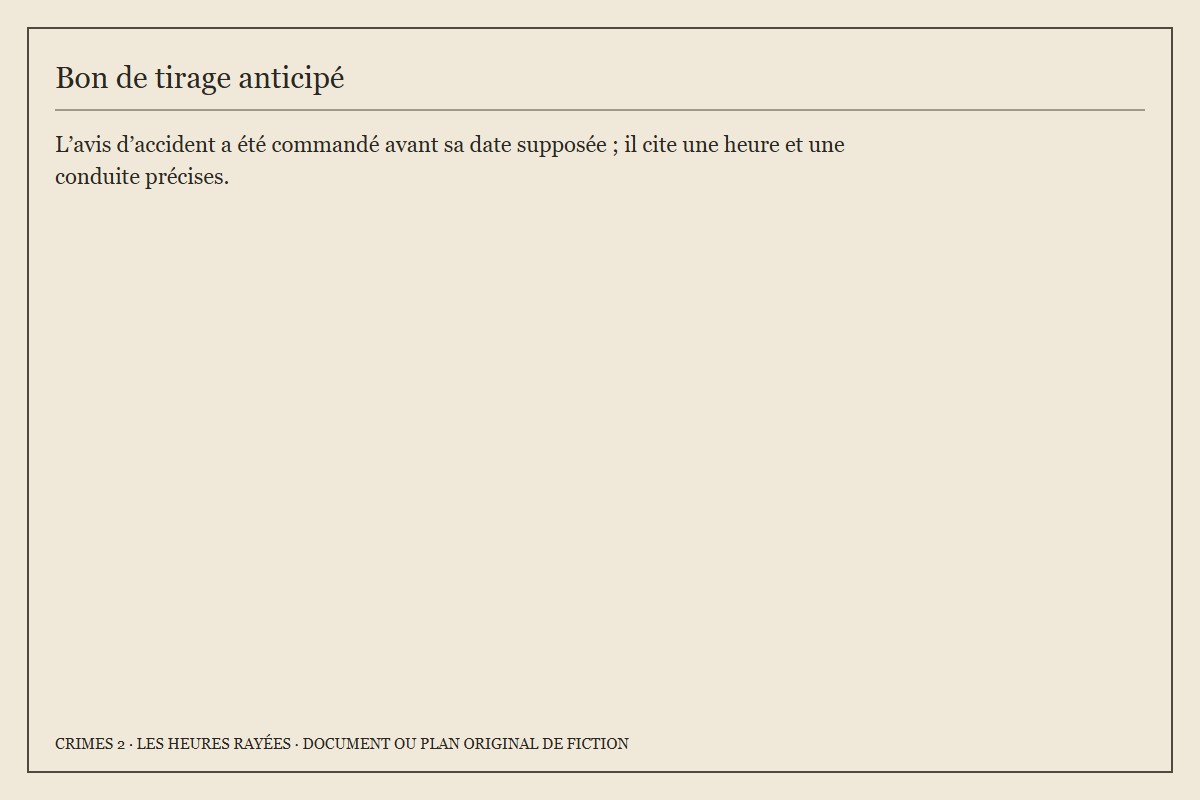 Bon de tirage anticipé
L’avis d’accident a été commandé avant sa date supposée ; il cite une heure et une
conduite précises.
CRIMES 2 · LES HEURES RAYÉES · DOCUMENT OU PLAN ORIGINAL DE FICTION